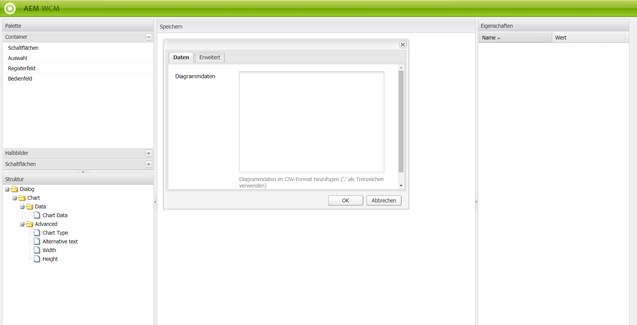 AEM WCM
Palette
Container
Schaltflächen
Auswahl
Registerfeld
Bedienfeld
Halbbilder
Schaltflächen
Struktur
Dialog
Chart
Data
Chart Data
Advanced
Chart Type
Alternative text
Width
Height
Speichern
Daten
Erweitert
Diagrammdaten
Diagrammdaten im CSV-Format hinzufügen (',' als Trenzeichen
verwenden)
OK
Abbrechen
Eigenschaften
Name
Wert